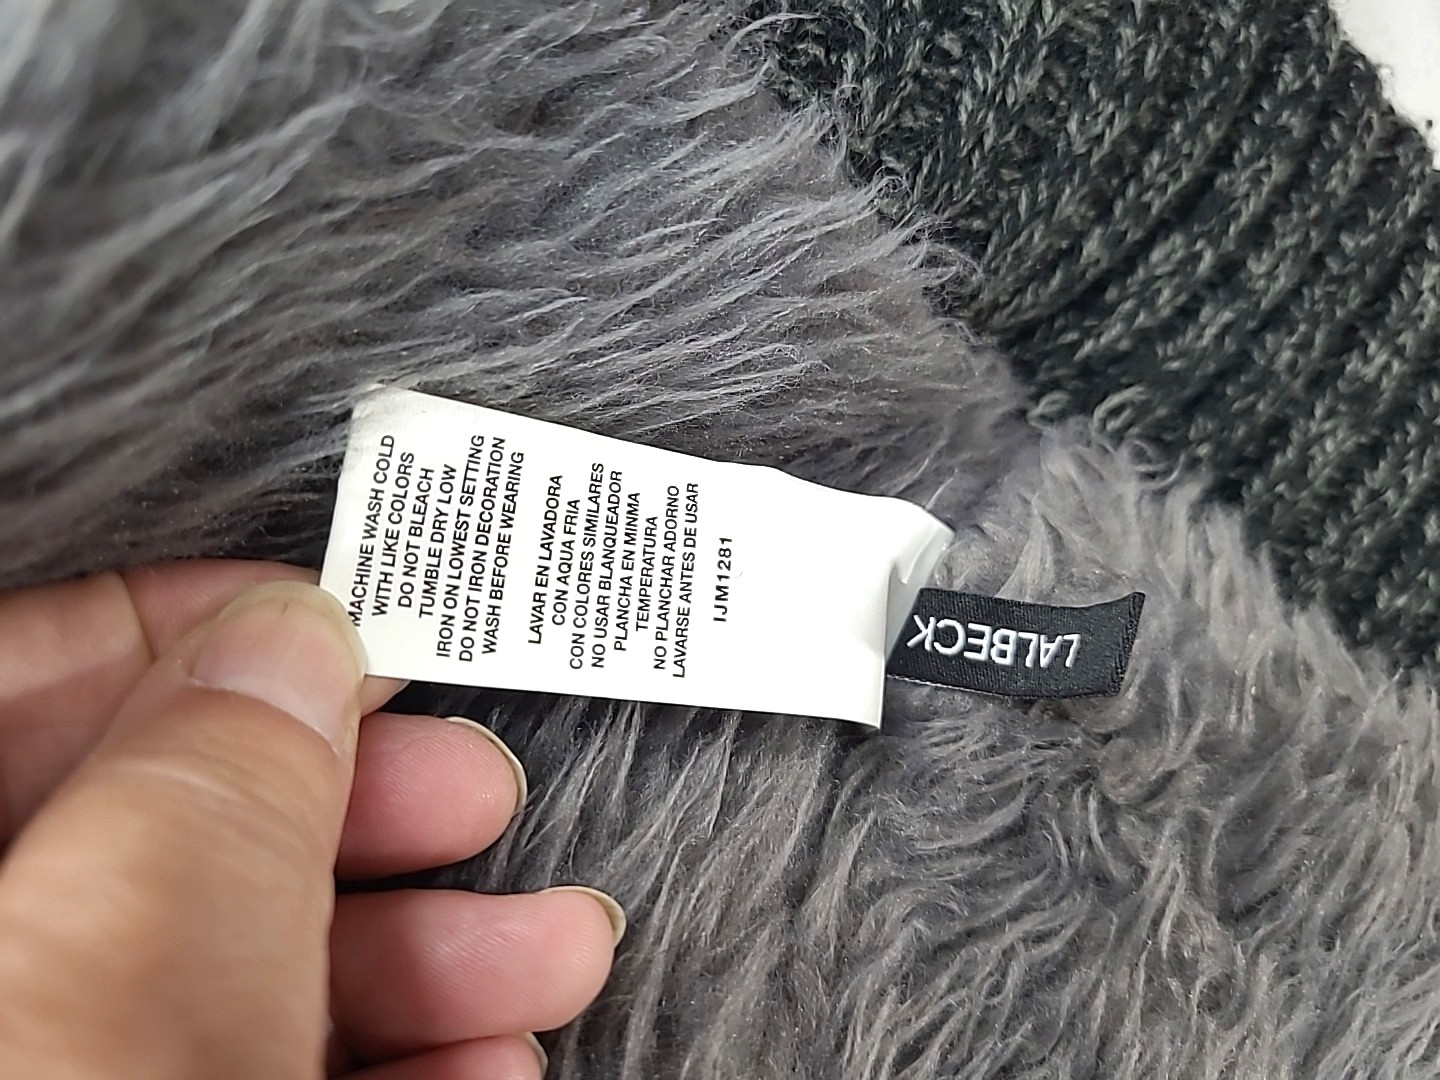 MACHINE WASH COLD
WITH LIKE COLORS
DO NOT BLEACH
TUMBLE DRY LOW
IRON ON LOWEST SETTING
DO NOT IRON DECORATION
WASH BEFORE WEARING
LAVAR EN LAVADORA
CON AQUA FRIA
CON COLORES SIMILARES
NO USAR BLANQUEADOR
PLANCHA EN MINMA
TEMPERATURA
NO PLANCHAR ADORNO
LAVARSE ANTES DE USAR
IJM1281
LALBECK